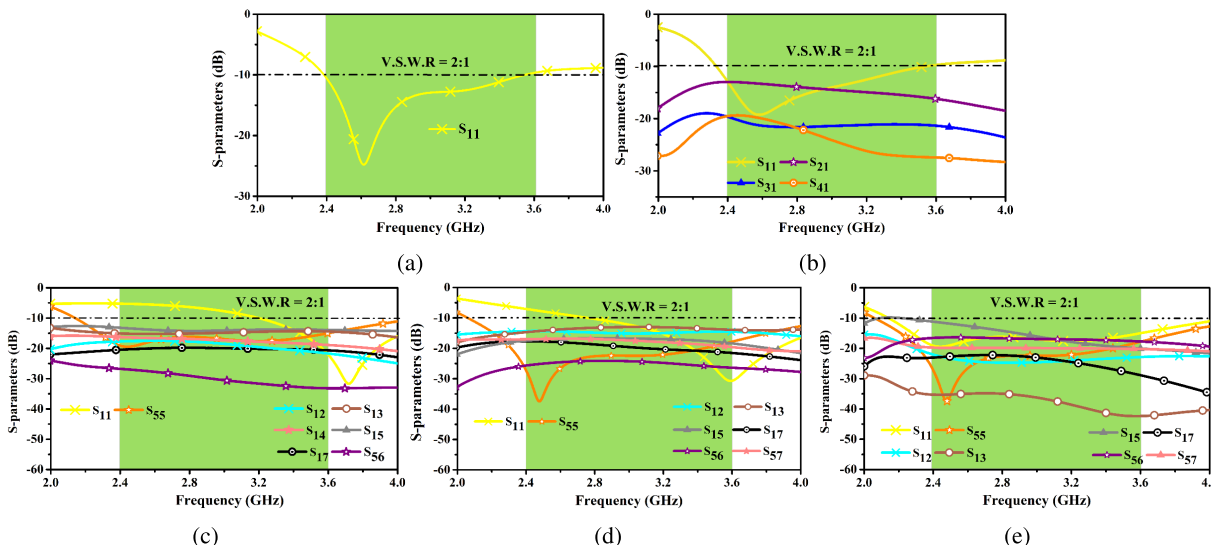 0
-10
-20
-30
S-parameters (dB)
V.S.W.R = 2:1
S11
2.0 2.4 2.8 3.2 3.6 4.0
Frequency (GHz)
(a)
0
-10
-20
-30
S-parameters (dB)
V.S.W.R = 2:1
S11 S21
S31 S41
2.0 2.4 2.8 3.2 3.6 4.0
Frequency (GHz)
(b)
0
-10
-20
-30
-40
-50
-60
S-parameters (dB)
V.S.W.R = 2:1
S11 S55 S12 S13
S14 S15
S17 S56
2.0 2.4 2.8 3.2 3.6 4.0
Frequency (GHz)
(c)
0
-10
-20
-30
-40
-50
-60
S-parameters (dB)
V.S.W.R = 2:1
S11 S55 S12 S13
S15 S17
S56 S57
2.0 2.4 2.8 3.2 3.6 4.0
Frequency (GHz)
(d)
0
-10
-20
-30
-40
-50
-60
S-parameters (dB)
V.S.W.R = 2:1
S11 S55 S15 S17
S12 S13 S56 S57
2.0 2.4 2.8 3.2 3.6 4.
Frequency (GHz)
(e)